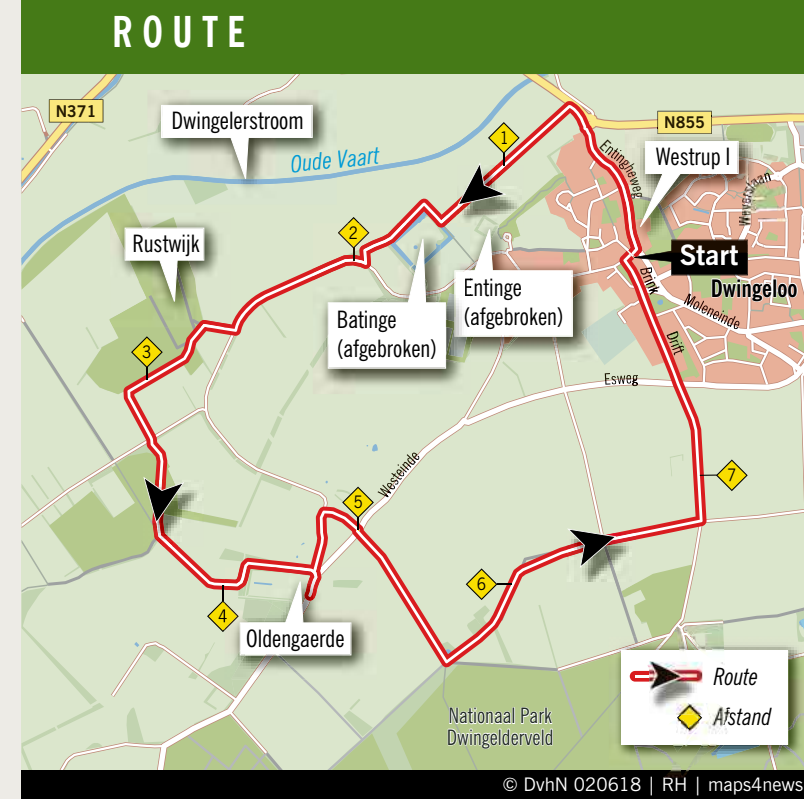 ROUTE
N371
Dwingelerstroom
Oude Vaart
1
N855
Entingheweg
Westrup I
Weverslaan
Rustwijk
2
Start
Dwingeloo
Entinge
(afgebroken)
Batinge
(afgebroken)
Brink
Moleneinde
Drift
3
Esweg
Westeinde
7
5
6
4
Oldengaerde
Nationaal Park
Dwingelderveld
Route
Afstand
© DvhN 020618 | RH | maps4news